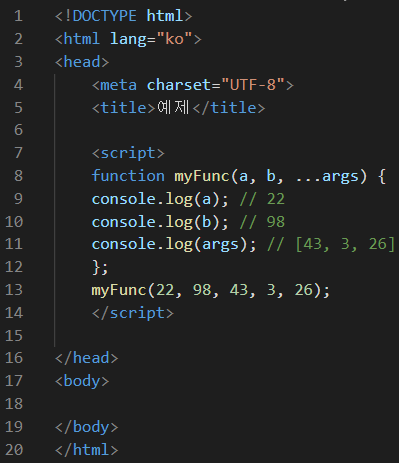 1 <!DOCTYPE html>
2 <html lang="ko">
3 <head>
4 <meta charset="UTF-8">
5 <title>예제</title>
6
7 <script>
8 function myFunc(a, b, ...args) {
9 console.log(a); // 22
10 console.log(b); // 98
11 console.log(args); // [43, 3, 26]
12 };
13 myFunc(22, 98, 43, 3, 26);
14 </script>
15
16 </head>
17 <body>
18
19 </body>
20 </html>